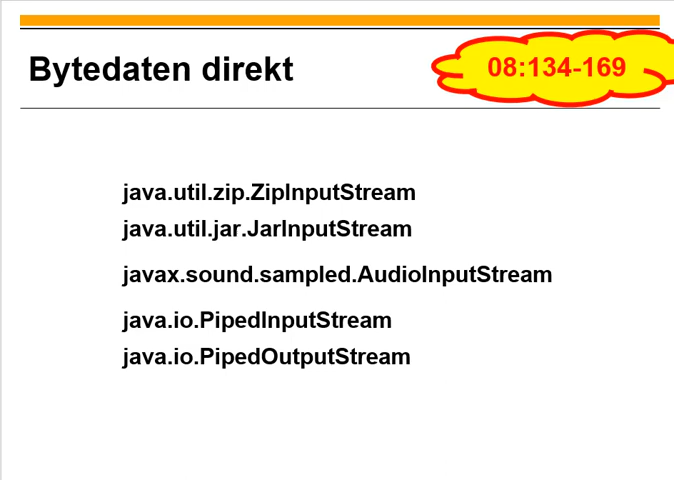 Bytedaten direkt
08:134-169
java.util.zip.ZipInputStream
java.util.jar.JarInputStream
javax.sound.sampled.AudioInputStream
java.io.PipedInputStream
java.io.PipedOutputStream